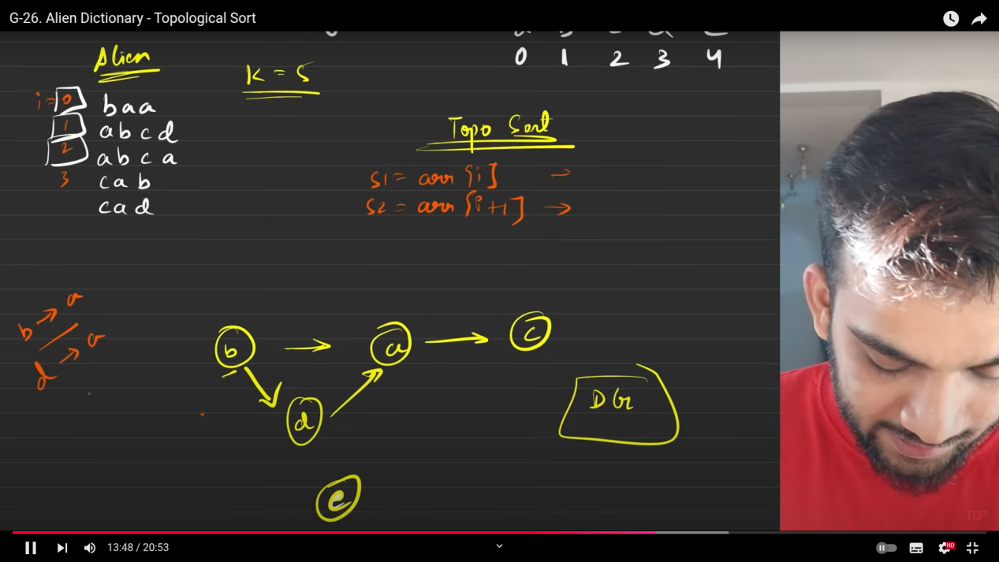 G-26. Alien Dictionary - Topological Sort
Alien
K = 5
0 1 2 3 4
i=0 baa
1 abcd
2 abca
3 cab
cad
Topo Sort
s1 = arr[i] →
s2 = arr[i+1] →
b → a
d → a
b → a → c
d
DG
e
TUF
13:48 / 20:53
HD